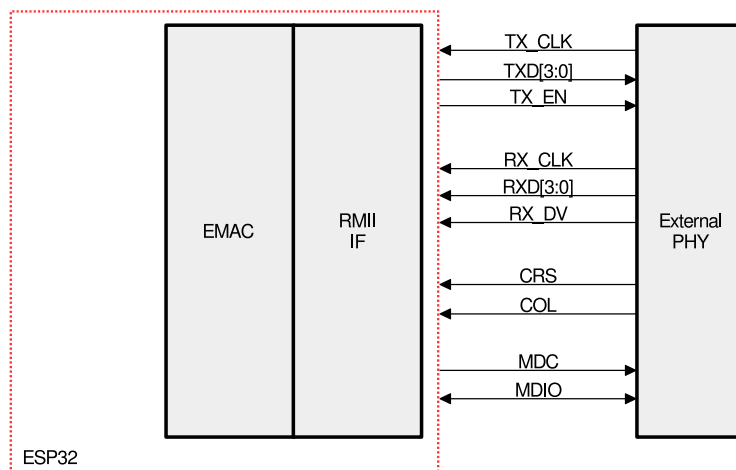 TX_CLK
TXD[3:0]
TX_EN
RX_CLK
RXD[3:0]
RX_DV
EMAC
RMII
IF
External
PHY
CRS
COL
MDC
MDIO
ESP32